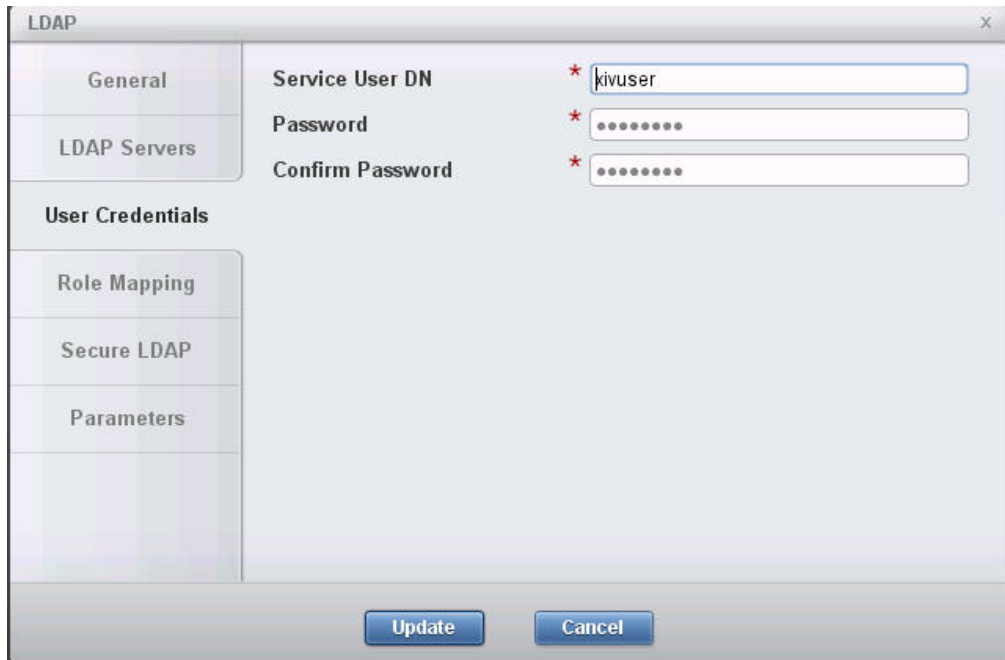 LDAP
x
General
LDAP Servers
User Credentials
Role Mapping
Secure LDAP
Parameters
Service User DN * xivuser
Password * ●●●●●●●●
Confirm Password * ●●●●●●●●
Update
Cancel